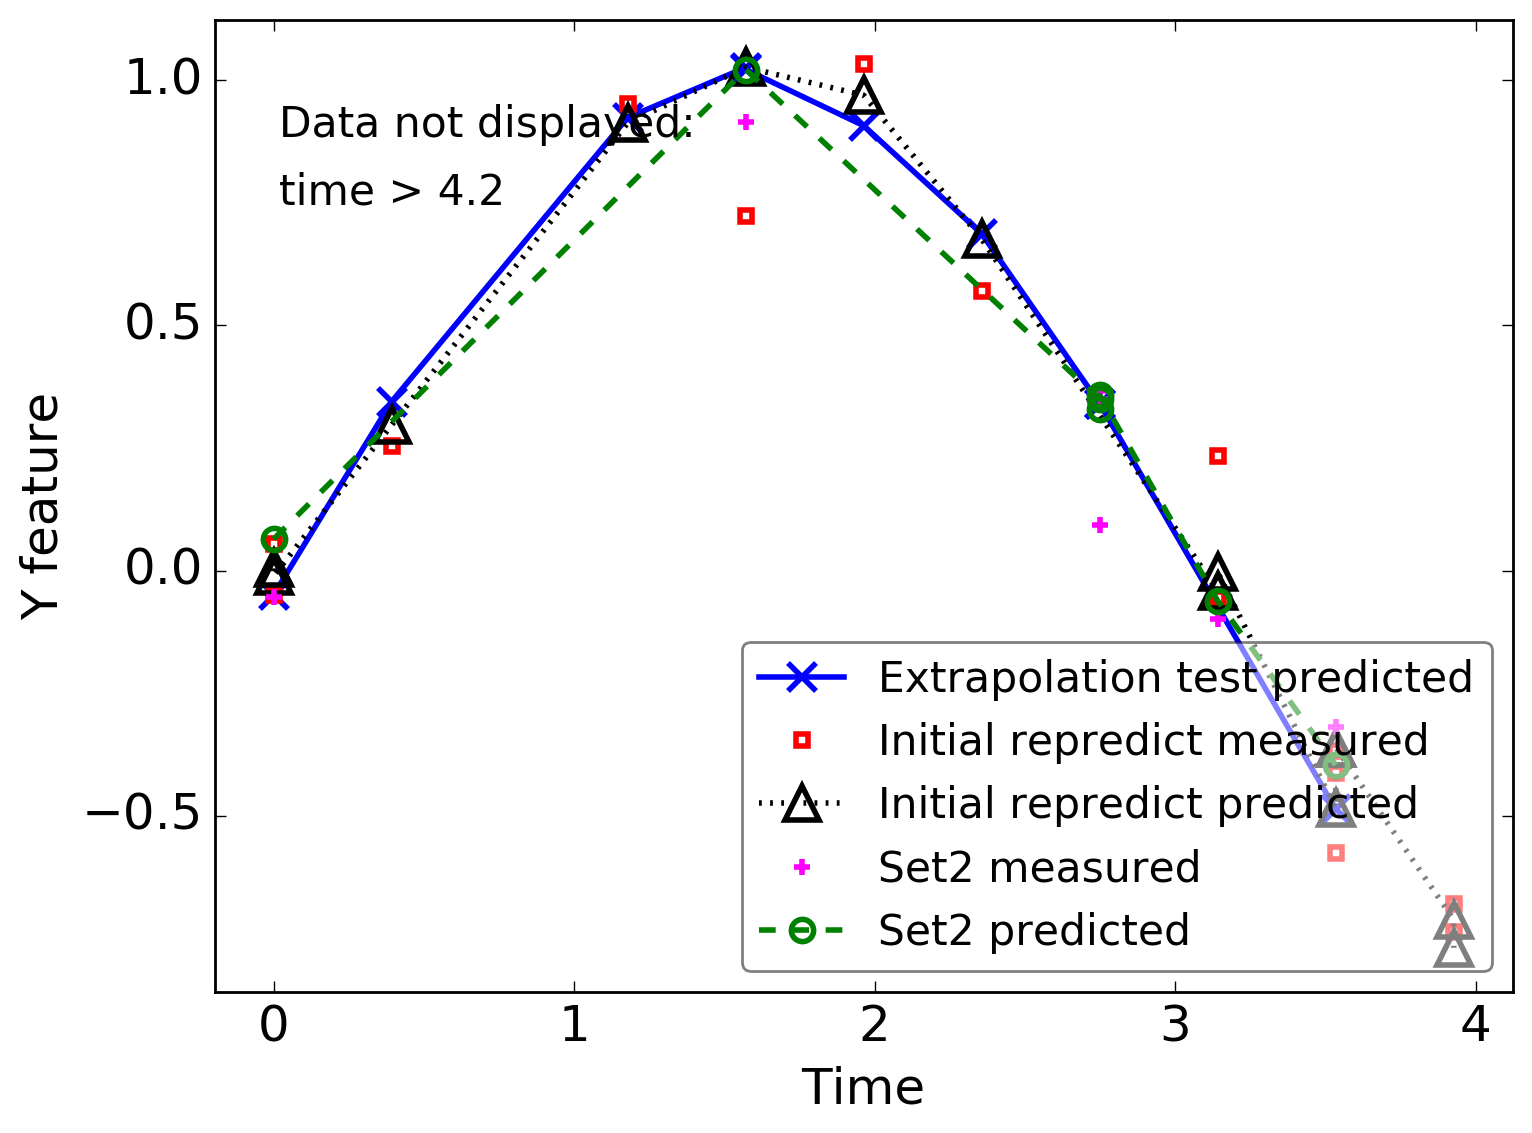 1.0
0.5
0.0
−0.5
Y feature
Data not displayed:
time > 4.2
Extrapolation test predicted
Initial repredict measured
Initial repredict predicted
Set2 measured
Set2 predicted
0 1 2 3 4
Time